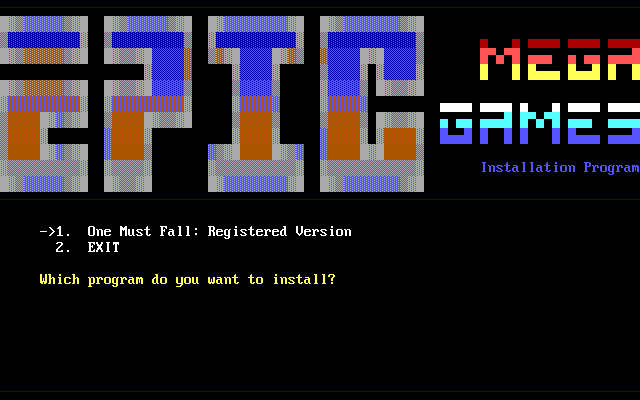 EPIC
MEGA
GAMES
Installation Program
->1. One Must Fall: Registered Version
2. EXIT
Which program do you want to install?